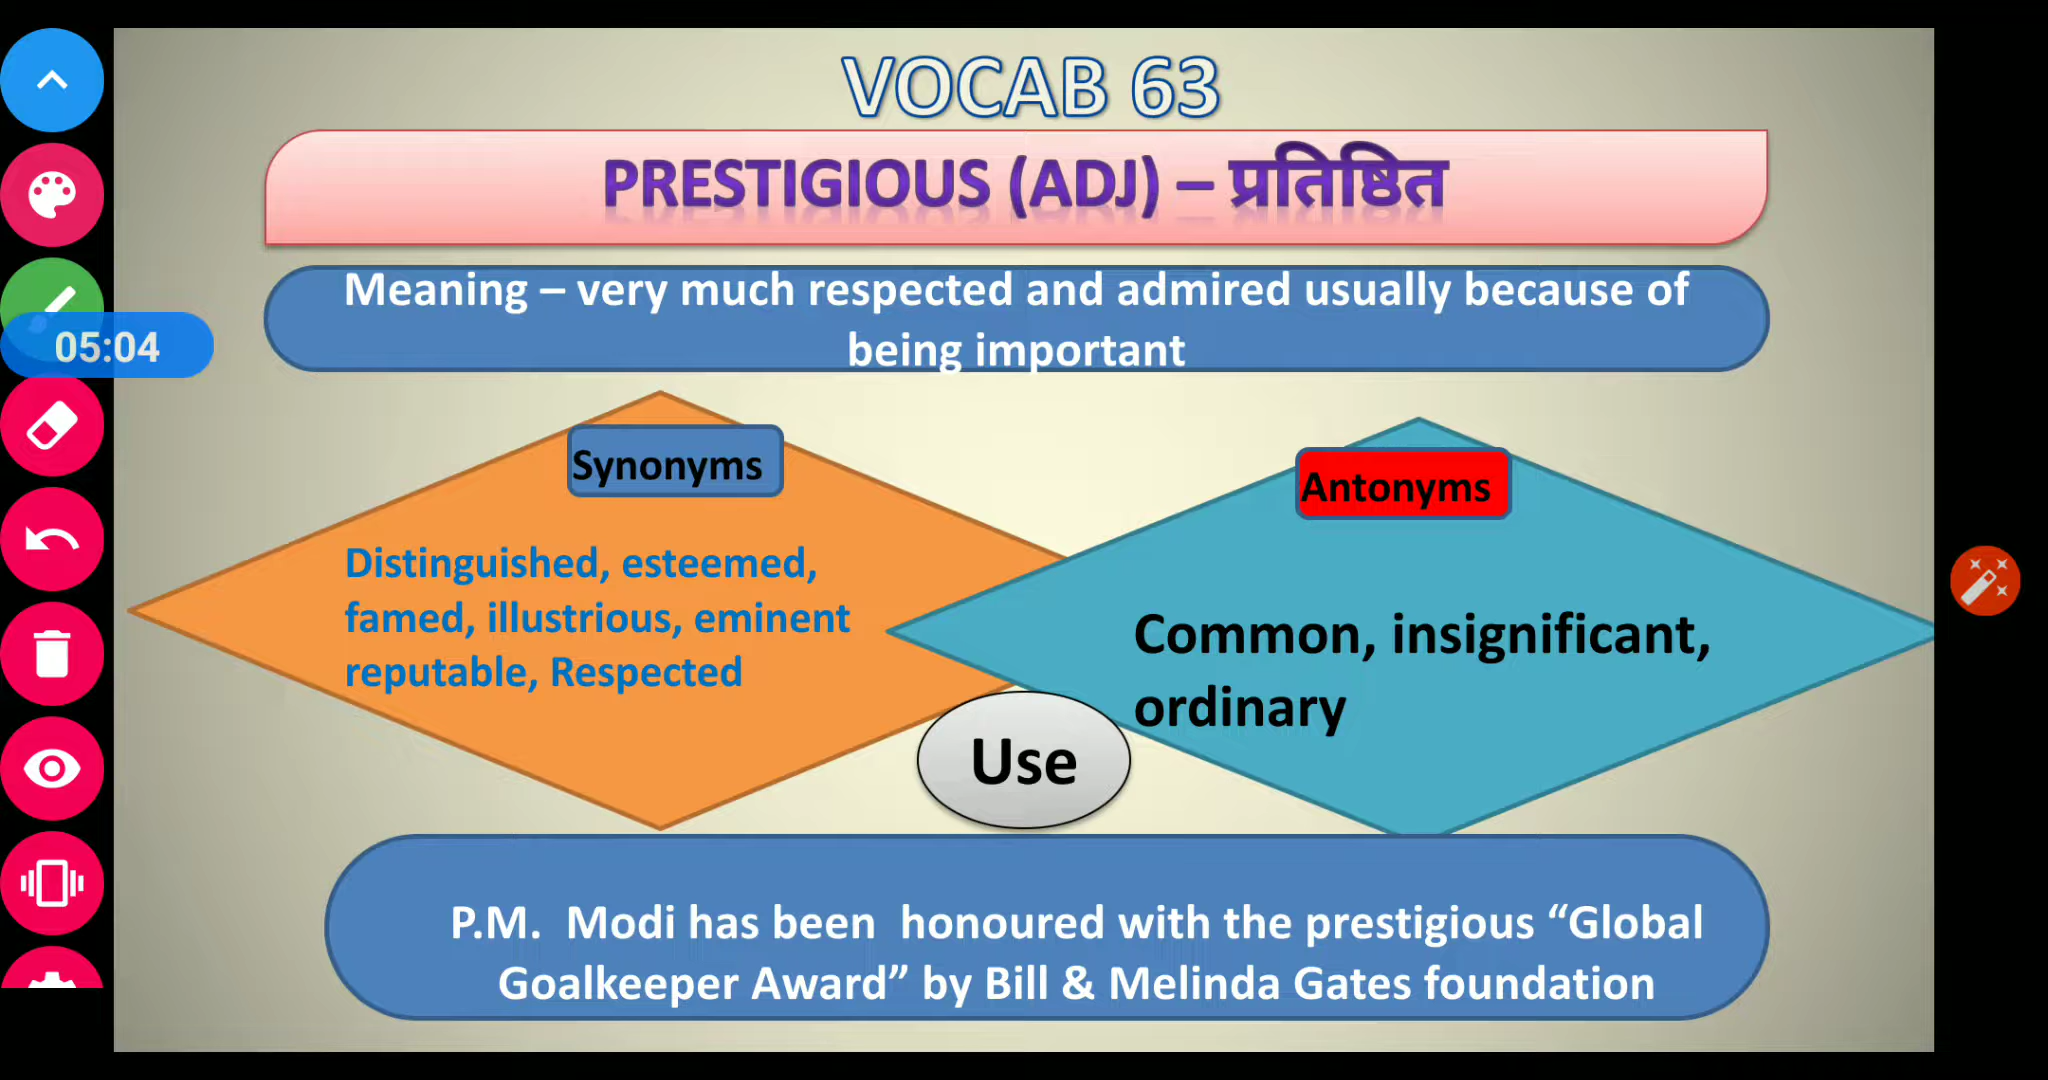 VOCAB 63
PRESTIGIOUS (ADJ) – प्रतिष्ठित
Meaning – very much respected and admired usually because of
being important
05:04
Synonyms
Distinguished, esteemed,
famed, illustrious, eminent
reputable, Respected
Antonyms
Common, insignificant,
ordinary
Use
P.M. Modi has been honoured with the prestigious “Global
Goalkeeper Award” by Bill & Melinda Gates foundation